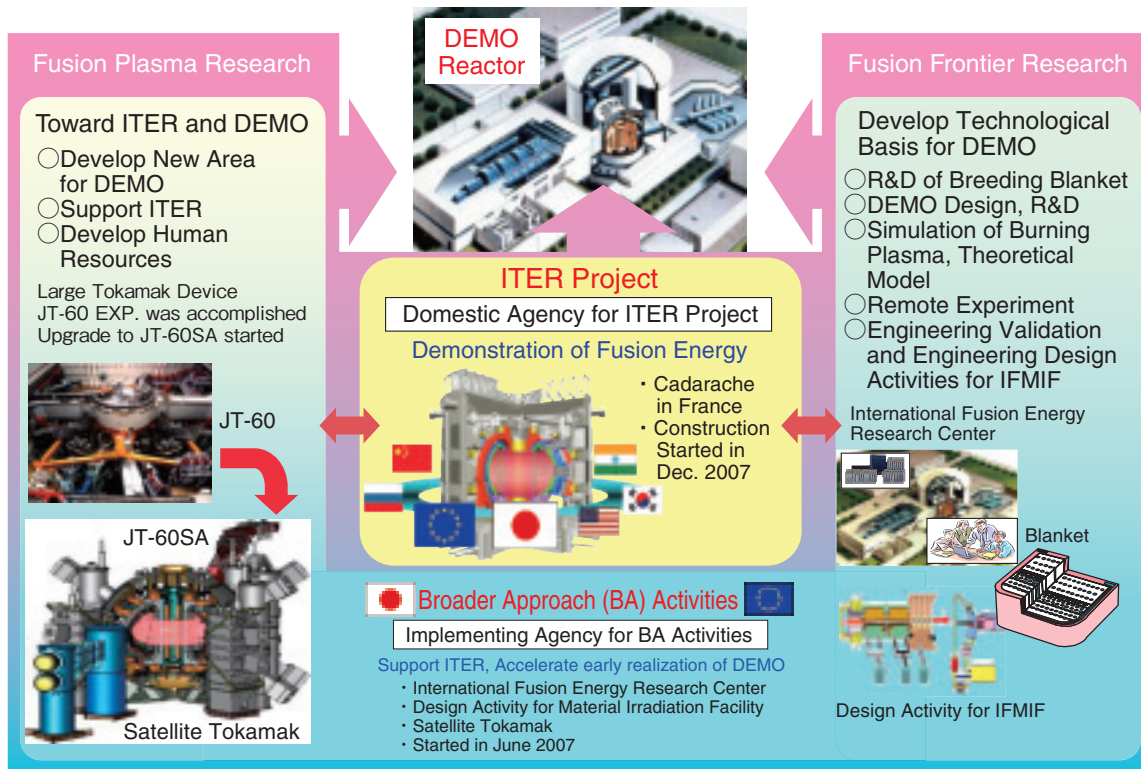 DEMO
Reactor
Fusion Plasma Research
Toward ITER and DEMO
○Develop New Area
for DEMO
○Support ITER
○Develop Human
Resources
Large Tokamak Device
JT-60 EXP. was accomplished
Upgrade to JT-60SA started
JT-60
JT-60SA
Satellite Tokamak
ITER Project
Domestic Agency for ITER Project
Demonstration of Fusion Energy
・Cadarache
in France
・Construction
Started in
Dec. 2007
Broader Approach (BA) Activities
Implementing Agency for BA Activities
Support ITER, Accelerate early realization of DEMO
・International Fusion Energy Research Center
・Design Activity for Material Irradiation Facility
・Satellite Tokamak
・Started in June 2007
Fusion Frontier Research
Develop Technological
Basis for DEMO
○R&D of Breeding Blanket
○DEMO Design, R&D
○Simulation of Burning
Plasma, Theoretical
Model
○Remote Experiment
○Engineering Validation
and Engineering Design
Activities for IFMIF
International Fusion Energy
Research Center
Blanket
Design Activity for IFMIF